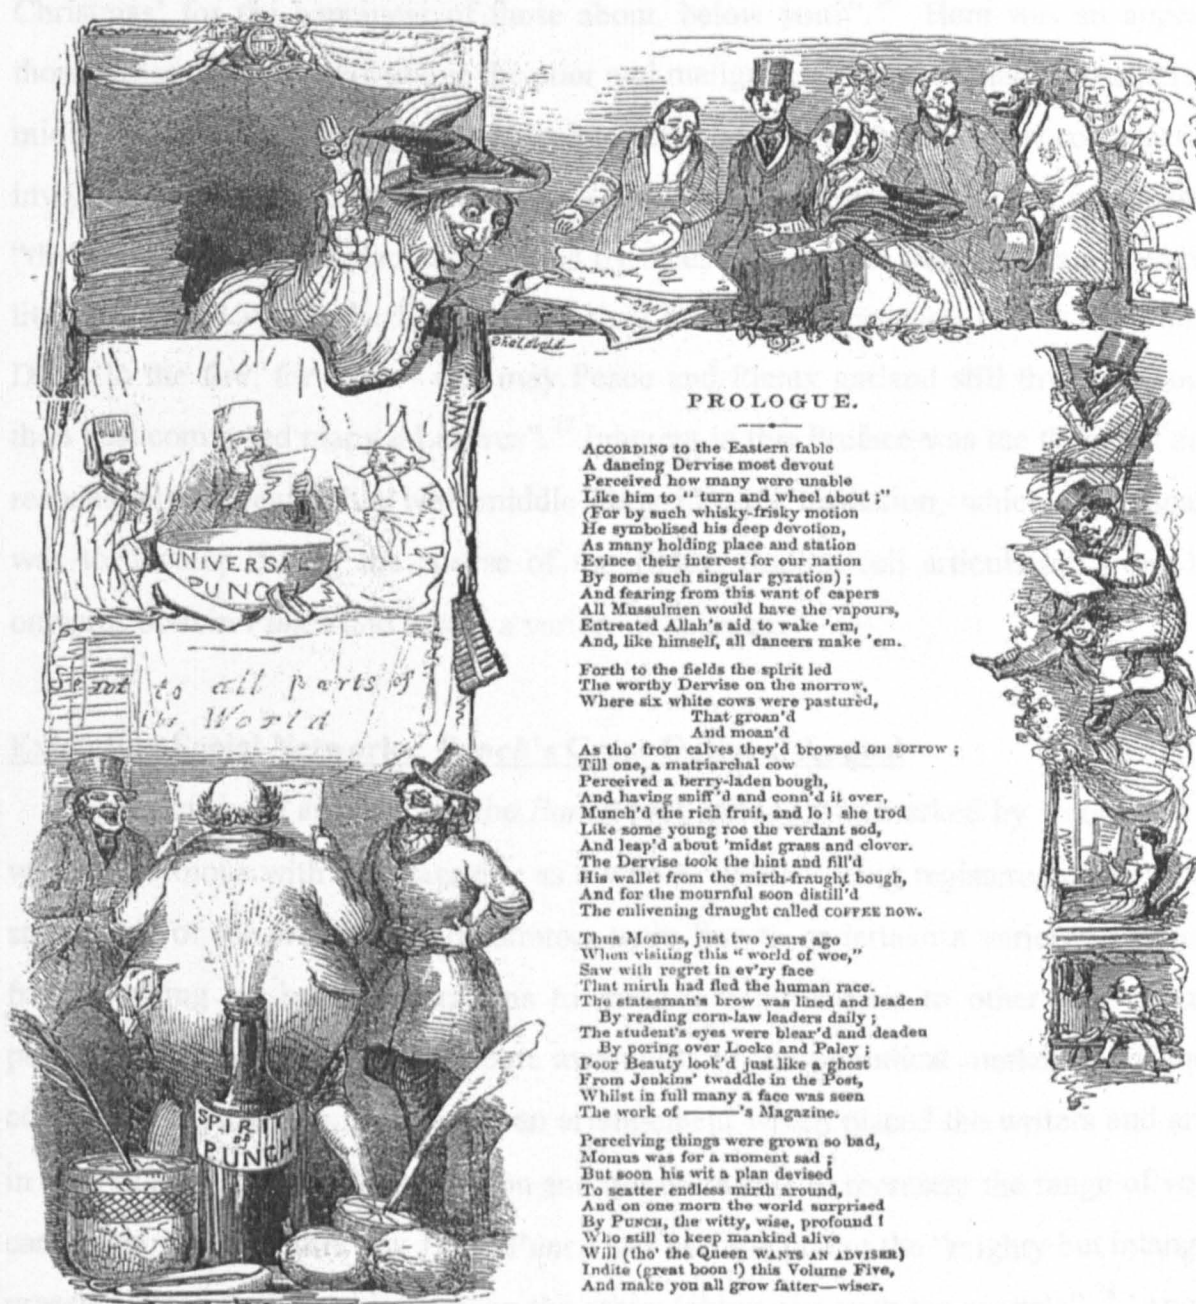 UNIVERSAL
PUNCH
Sent to all parts of
the World
SPIRIT
of
PUNCH
PROLOGUE.
ACCORDING to the Eastern fable
A dancing Dervise most devout
Perceived how many were unable
Like him to "turn and wheel about;"
(For by such whisky-frisky motion
He symbolised his deep devotion,
As many holding place and station
Evince their interest for our nation
By some such singular gyration);
And fearing from this want of capers
All Mussulmen would have the vapours,
Entreated Allah's aid to wake 'em,
And, like himself, all dancers make 'em.
Forth to the fields the spirit led
The worthy Dervise on the morrow,
Where six white cows were pasturèd,
That groan'd
And moan'd
As tho' from calves they'd browsed on sorrow;
Till one, a matriarchal cow
Perceived a berry-laden bough,
And having sniff'd and conn'd it over,
Munch'd the rich fruit, and lo! she trod
Like some young roe the verdant sod,
And leap'd about 'midst grass and clover.
The Dervise took the hint and fill'd
His wallet from the mirth-fraught bough,
And for the mournful soon distill'd
The enlivening draught called COFFEE now.
Thus Momus, just two years ago
When visiting this "world of woe,"
Saw with regret in ev'ry face
That mirth had fled the human race.
The statesman's brow was lined and leaden
By reading corn-law leaders daily;
The student's eyes were blear'd and deaden
By poring over Locke and Paley;
Poor Beauty look'd just like a ghost
From Jenkins' twaddle in the Post,
Whilst in full many a face was seen
The work of ———'s Magazine.
Perceiving things were grown so bad,
Momus was for a moment sad;
But soon his wit a plan devised
To scatter endless mirth around,
And on one morn the world surprised
By PUNCH, the witty, wise, profound!
Who still to keep mankind alive
Will (tho' the Queen WANTS AN ADVISER)
Indite (great boon!) this Volume Five,
And make you all grow fatter—wiser.